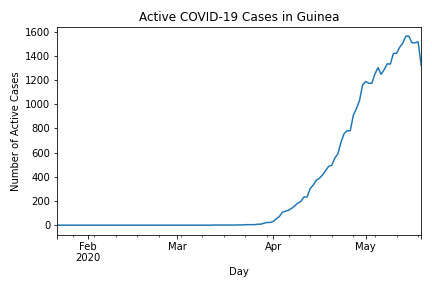 Active COVID-19 Cases in Guinea
1600
1400
1200
1000
800
600
400
200
0
Number of Active Cases
Feb Mar Apr May
2020
Day